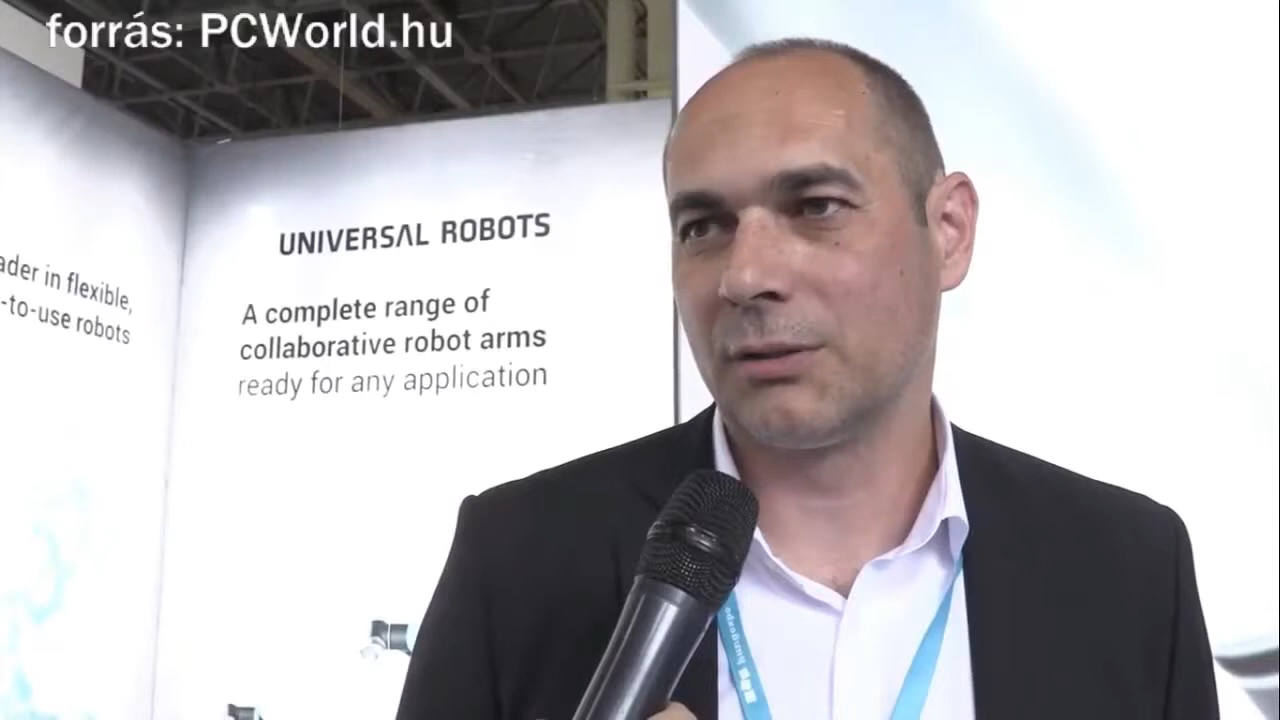 forrás: PCWorld.hu
ader in flexible,
-to-use robots
UNIVERSAL ROBOTS
A complete range of
collaborative robot arms
ready for any application
hungexpo